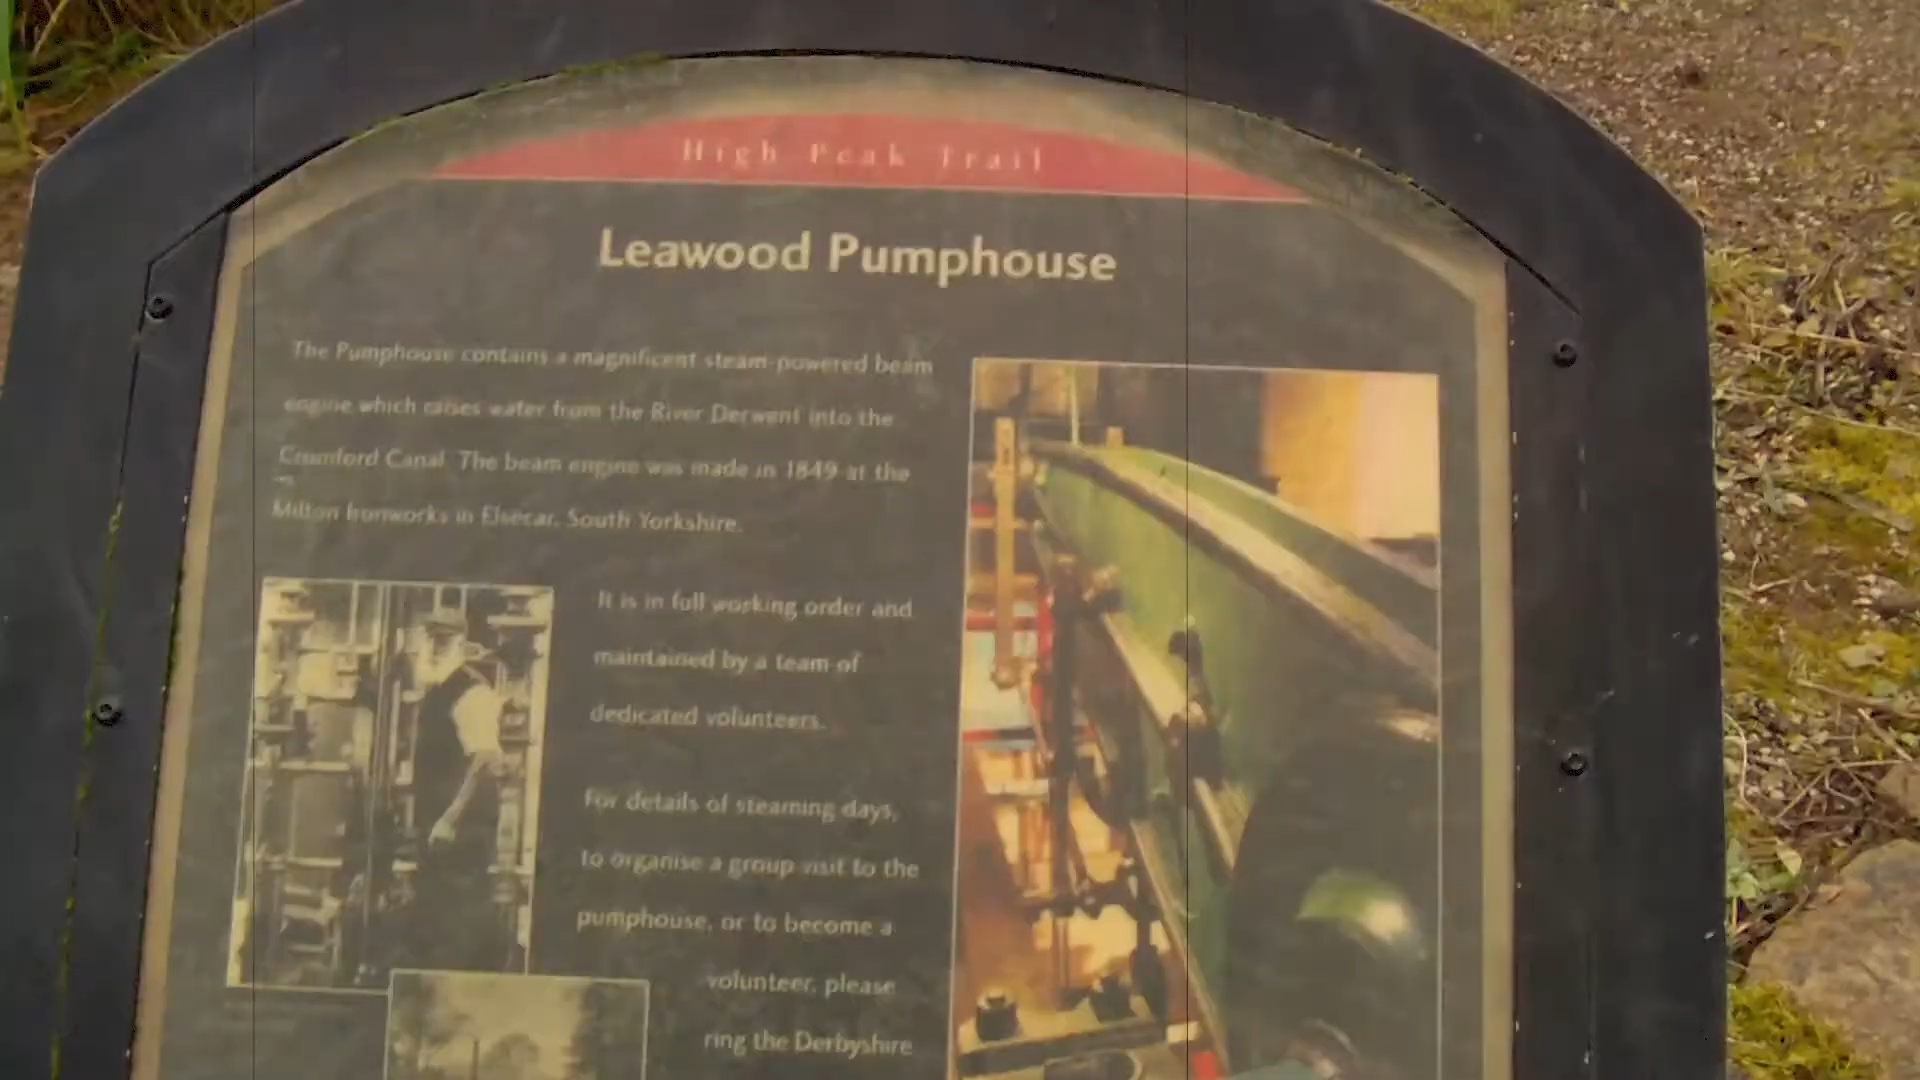 High Peak Trail
Leawood Pumphouse
The Pumphouse contains a magnificent steam-powered beam
engine which raises water from the River Derwent into the
Cromford Canal. The beam engine was made in 1849 at the
Milton Ironworks in Elsecar, South Yorkshire.
It is in full working order and
maintained by a team of
dedicated volunteers.
For details of steaming days,
to organise a group visit to the
pumphouse, or to become a
volunteer, please
ring the Derbyshire